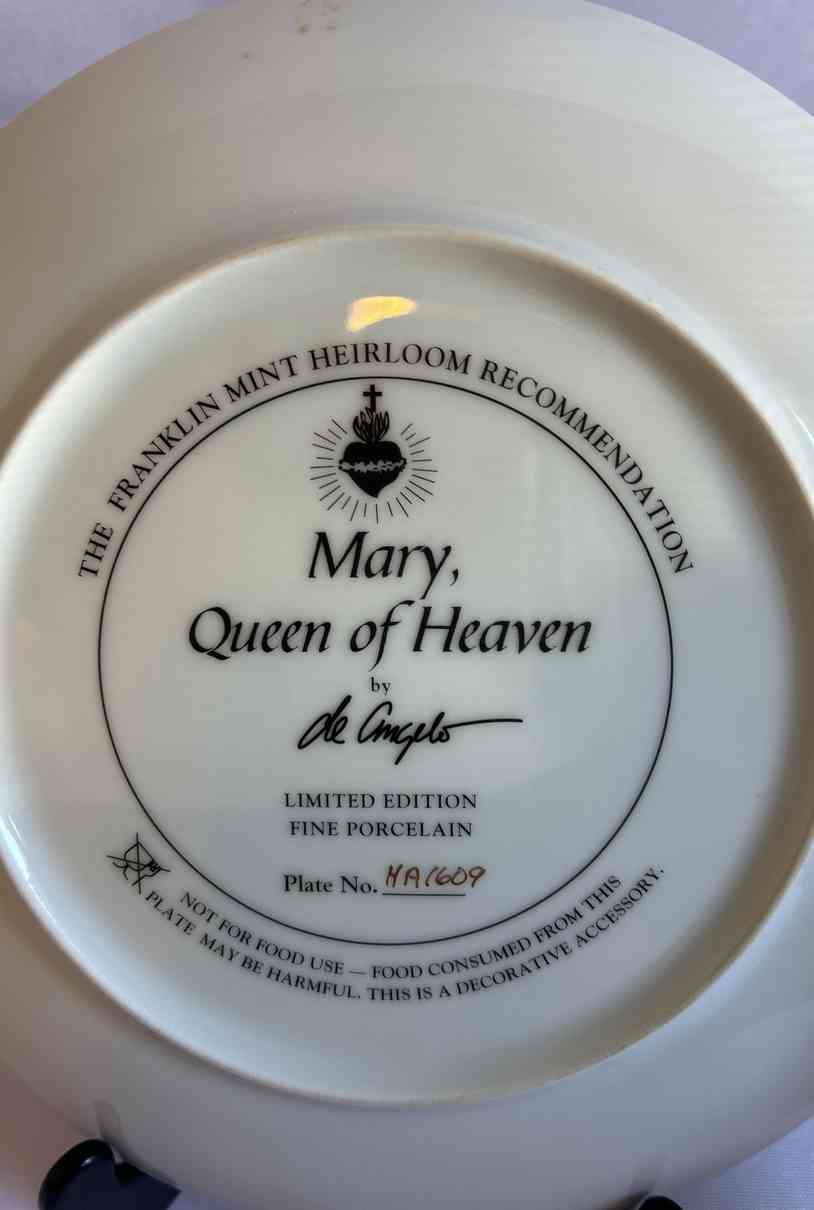 THE FRANKLIN MINT HEIRLOOM RECOMMENDATION
Mary,
Queen of Heaven
by
de Angelo
LIMITED EDITION
FINE PORCELAIN
Plate No. HA1609
NOT FOR FOOD USE — FOOD CONSUMED FROM THIS
PLATE MAY BE HARMFUL. THIS IS A DECORATIVE ACCESSORY.